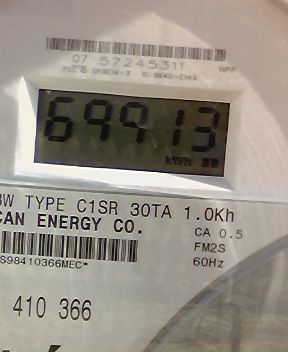 07 57245311
69913
kWh
W TYPE C1SR 30TA 1.0Kh
CAN ENERGY CO.
CA 0.5
FM2S
60Hz
S98410366MEC*
410 366